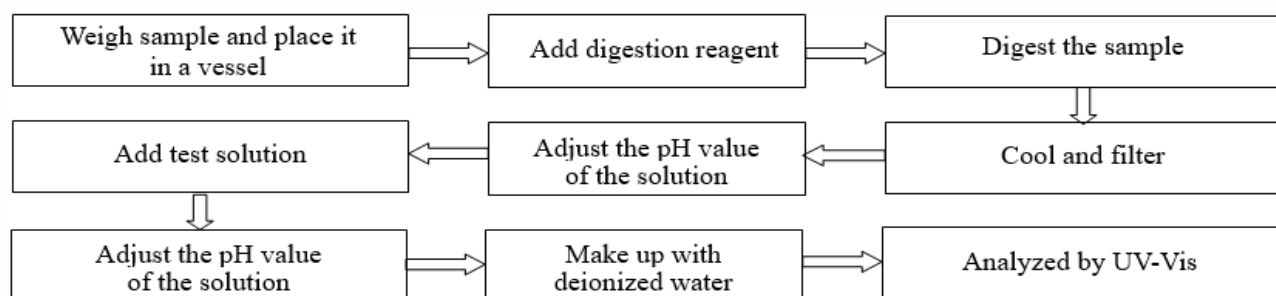 Weigh sample and place it
in a vessel
Add digestion reagent
Digest the sample
Cool and filter
Adjust the pH value
of the solution
Add test solution
Adjust the pH value
of the solution
Make up with
deionized water
Analyzed by UV-Vis